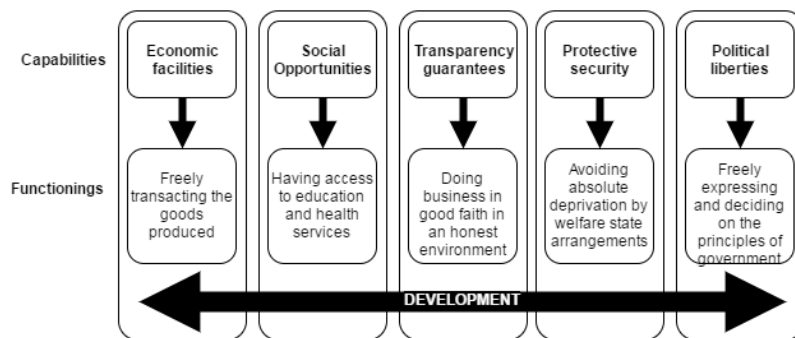 Capabilities
Economic
facilities
Social
Opportunities
Transparency
guarantees
Protective
security
Political
liberties
Functionings
Freely
transacting the
goods
produced
Having access
to education
and health
services
Doing
business in
good faith in
an honest
environment
Avoiding
absolute
deprivation by
welfare state
arrangements
Freely
expressing
and deciding
on the
principles of
government
DEVELOPMENT